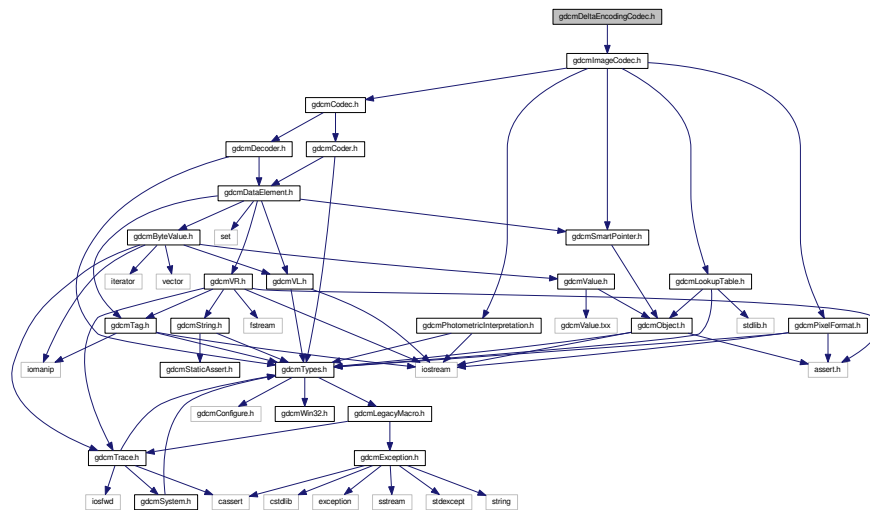 gdcmDeltaEncodingCodec.h
gdcmImageCodec.h
gdcmCodec.h
gdcmDecoder.h
gdcmCoder.h
gdcmDataElement.h
gdcmByteValue.h
set
gdcmSmartPointer.h
iterator
vector
gdcmVR.h
gdcmVL.h
gdcmValue.h
gdcmLookupTable.h
gdcmTag.h
gdcmString.h
fstream
gdcmPhotometricInterpretation.h
gdcmValue.txx
gdcmObject.h
stdlib.h
gdcmPixelFormat.h
iomanip
gdcmStaticAssert.h
gdcmTypes.h
iostream
assert.h
gdcmConfigure.h
gdcmWin32.h
gdcmLegacyMacro.h
gdcmTrace.h
gdcmException.h
iosfwd
gdcmSystem.h
cassert
cstdlib
exception
sstream
stdexcept
string